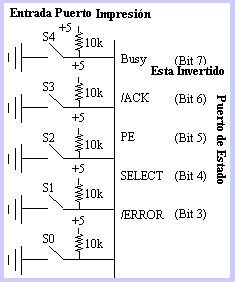 Entrada Puerto Impresión
+5
S4
10k
Busy (Bit 7)
Esta Invertido
+5
S3
10k
/ACK (Bit 6)
+5
S2
10k
PE (Bit 5)
+5
S1
10k
SELECT (Bit 4)
+5
S0
10k
/ERROR (Bit 3)
Puerto de Estado